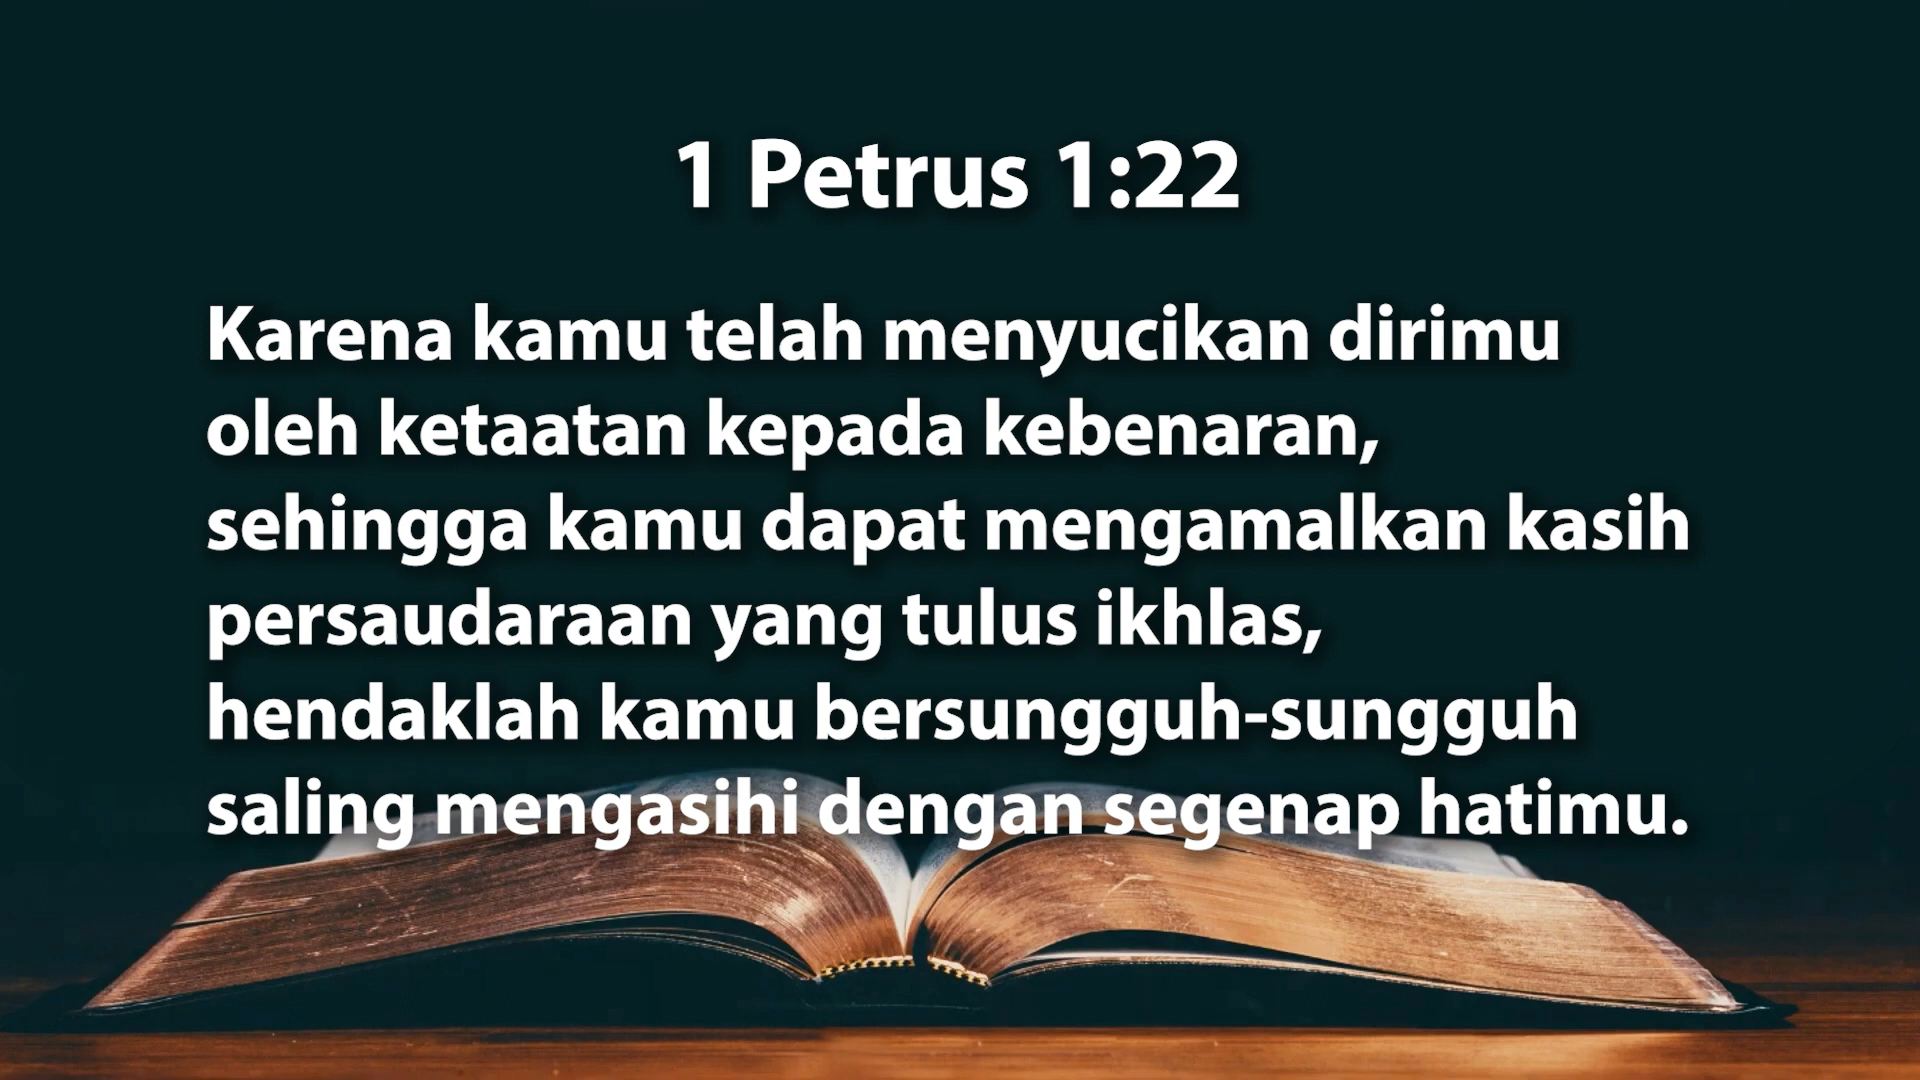 1 Petrus 1:22
Karena kamu telah menyucikan dirimu
oleh ketaatan kepada kebenaran,
sehingga kamu dapat mengamalkan kasih
persaudaraan yang tulus ikhlas,
hendaklah kamu bersungguh-sungguh
saling mengasihi dengan segenap hatimu.